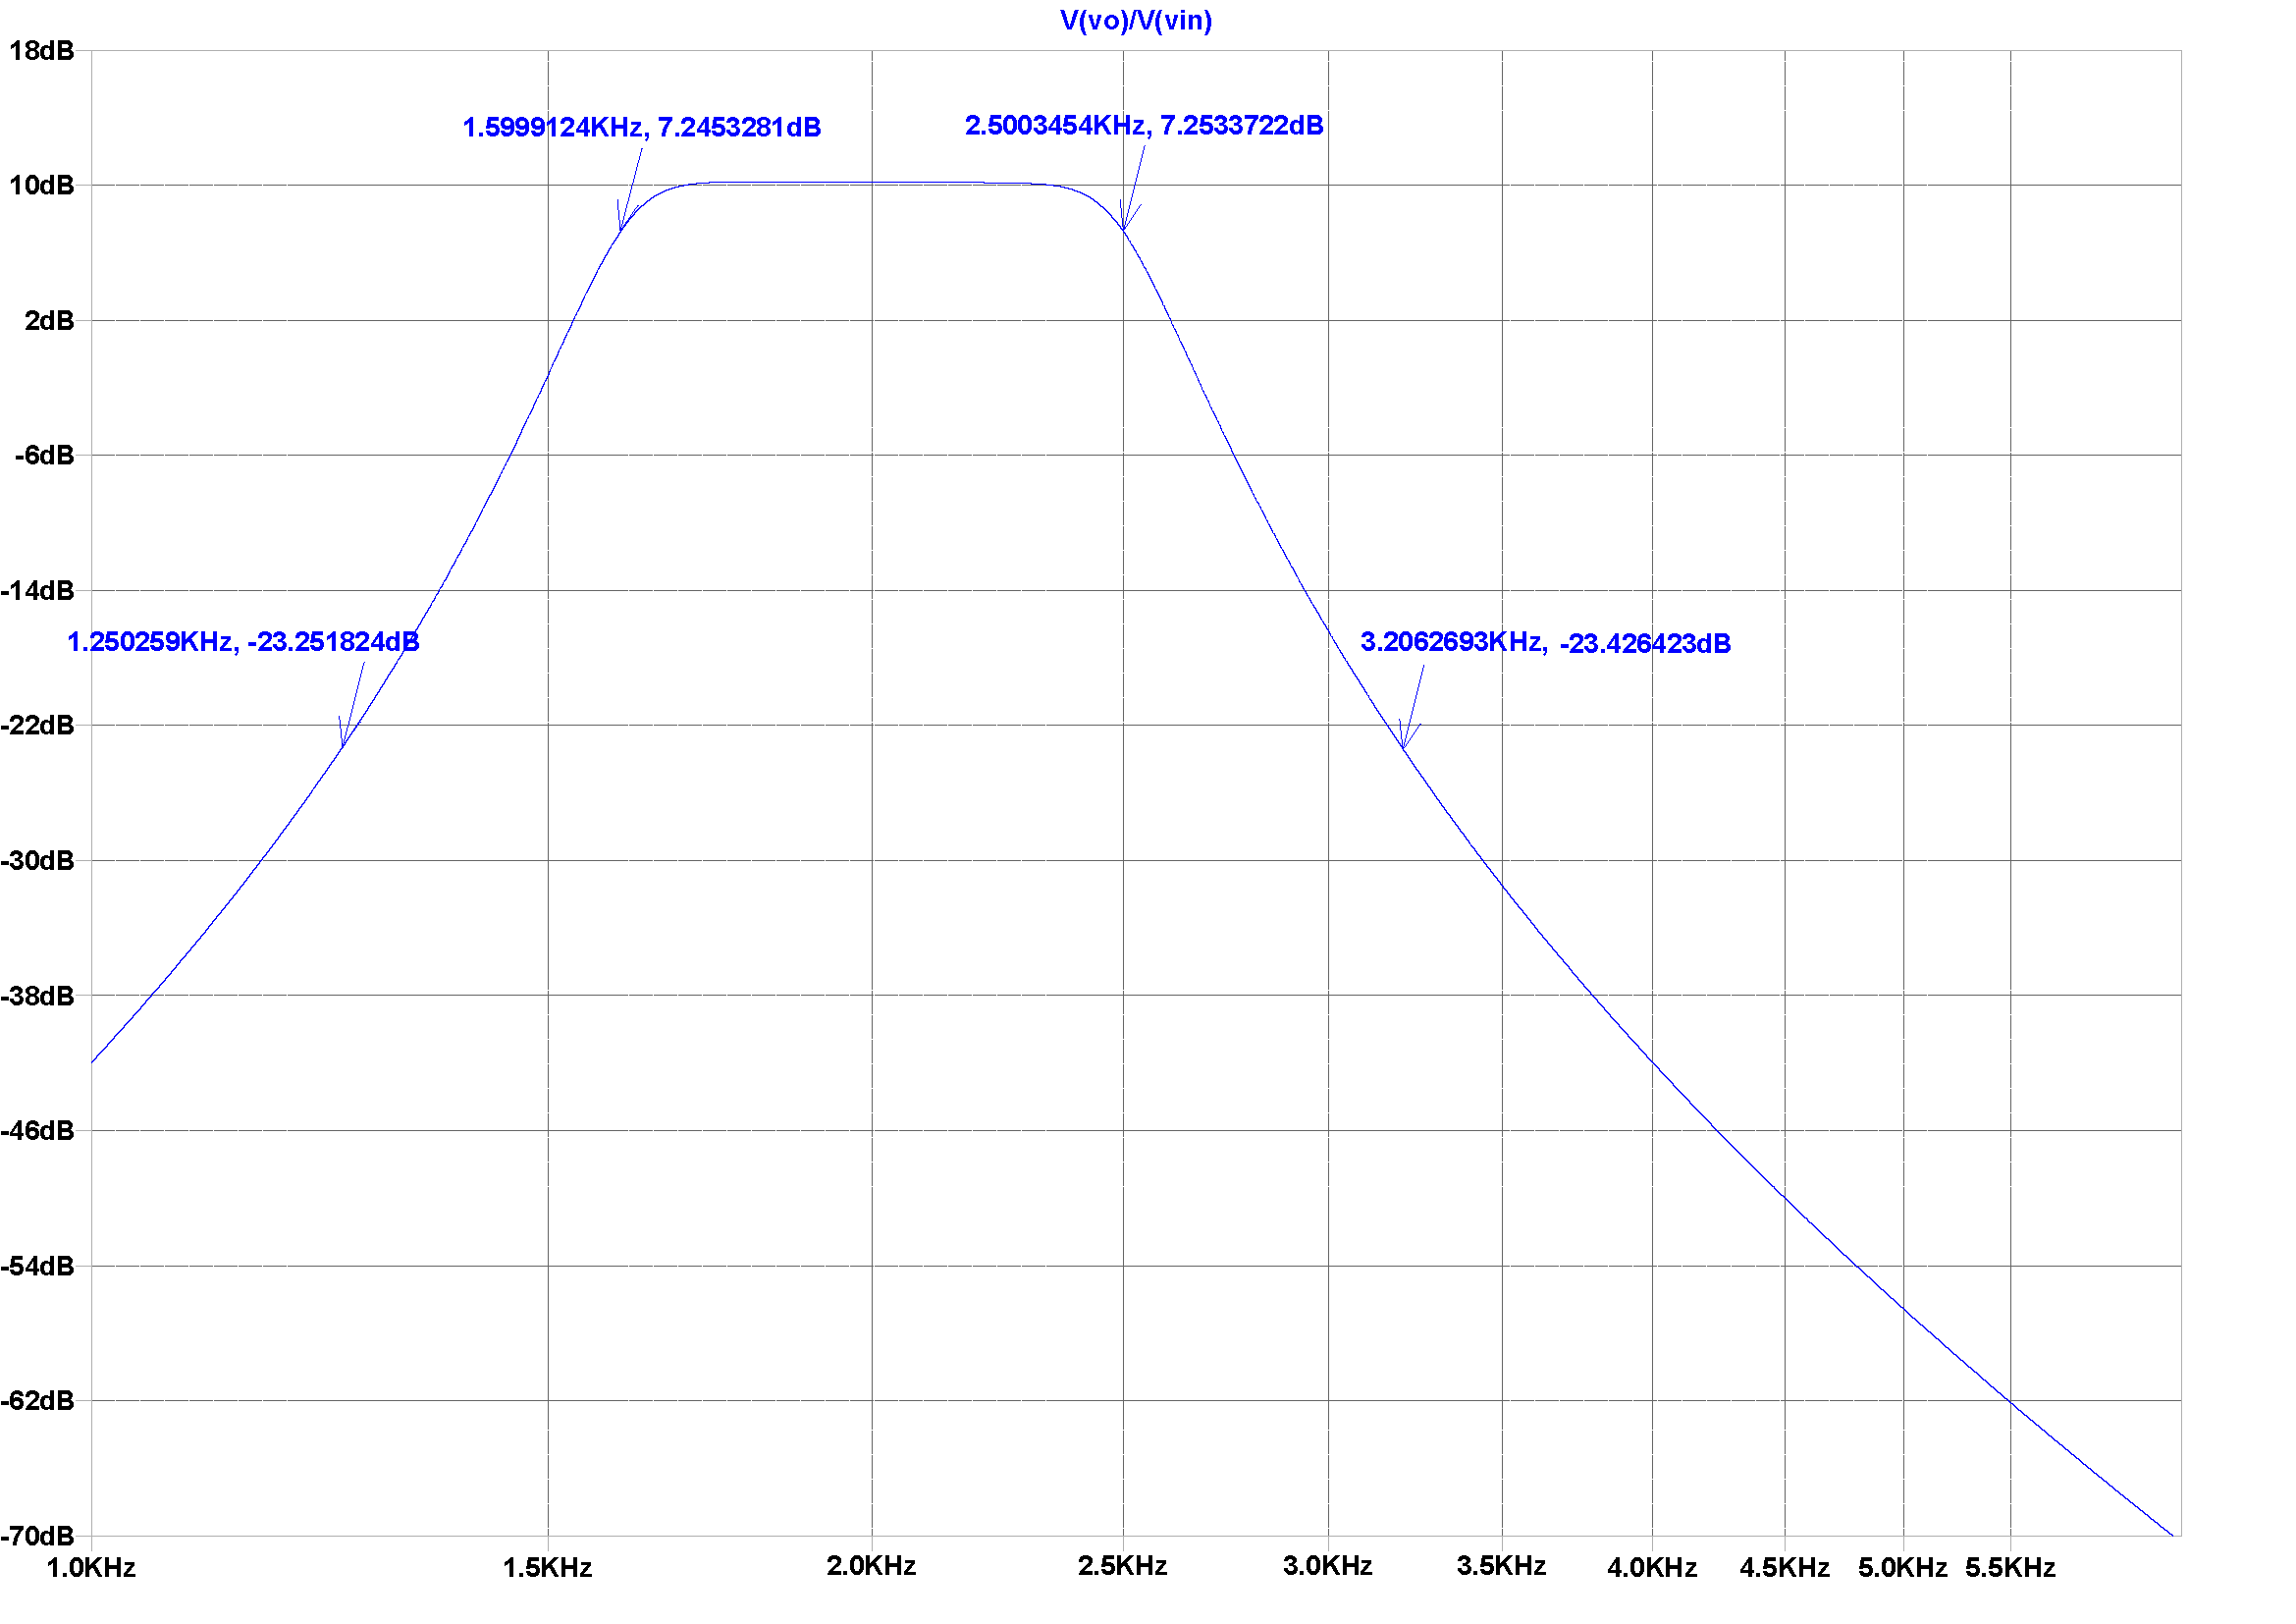 V(vo)/V(vin)
18dB
1.5999124KHz, 7.2453281dB
2.5003454KHz, 7.2533722dB
10dB
2dB
-6dB
-14dB
1.250259KHz, -23.251824dB
3.2062693KHz, -23.426423dB
-22dB
-30dB
-38dB
-46dB
-54dB
-62dB
-70dB
1.0KHz 1.5KHz 2.0KHz 2.5KHz 3.0KHz 3.5KHz 4.0KHz 4.5KHz 5.0KHz 5.5KHz